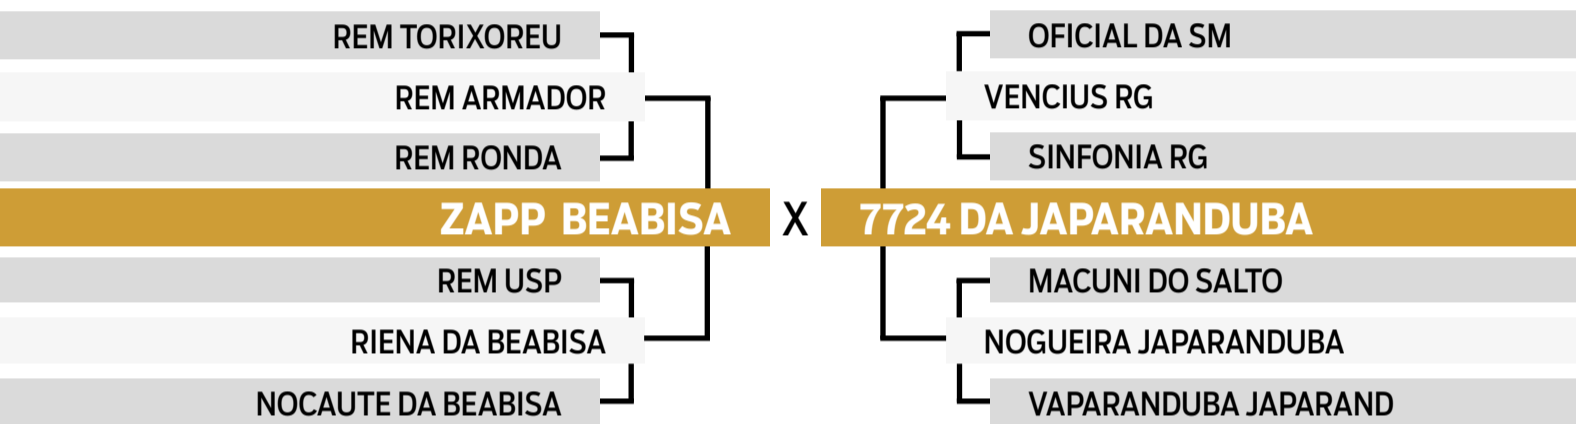 REM TORIXOREU
REM ARMADOR
REM RONDA
ZAPP BEABISA
REM USP
RIENA DA BEABISA
NOCAUTE DA BEABISA
X
OFICIAL DA SM
VENCIUS RG
SINFONIA RG
7724 DA JAPARANDUBA
MACUNI DO SALTO
NOGUEIRA JAPARANDUBA
VAPARANDUBA JAPARAND